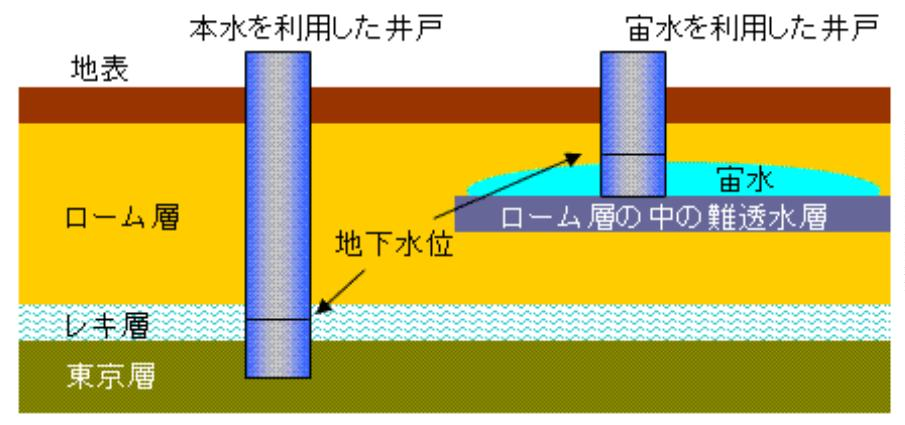 本水を利用した井戸
宙水を利用した井戸
地表
宙水
ローム層
ローム層の中の難透水層
地下水位
レキ層
東京層